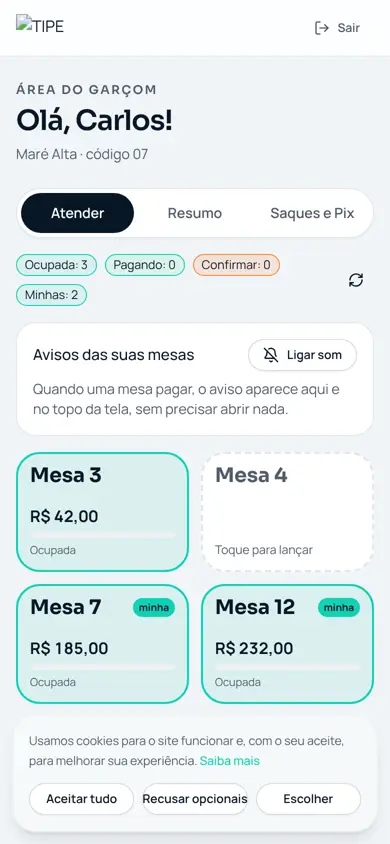 TIPE
Sair
ÁREA DO GARÇOM
Olá, Carlos!
Maré Alta · código 07
Atender
Resumo
Saques e Pix
Ocupada: 3
Pagando: 0
Confirmar: 0
Minhas: 2
Avisos das suas mesas
Ligar som
Quando uma mesa pagar, o aviso aparece aqui e
no topo da tela, sem precisar abrir nada.
Mesa 3
R$ 42,00
Ocupada
Mesa 4
Toque para lançar
Mesa 7
minha
R$ 185,00
Ocupada
Mesa 12
minha
R$ 232,00
Ocupada
Usamos cookies para o site funcionar e, com o seu aceite,
para melhorar sua experiência. Saiba mais
Aceitar tudo
Recusar opcionais
Escolher